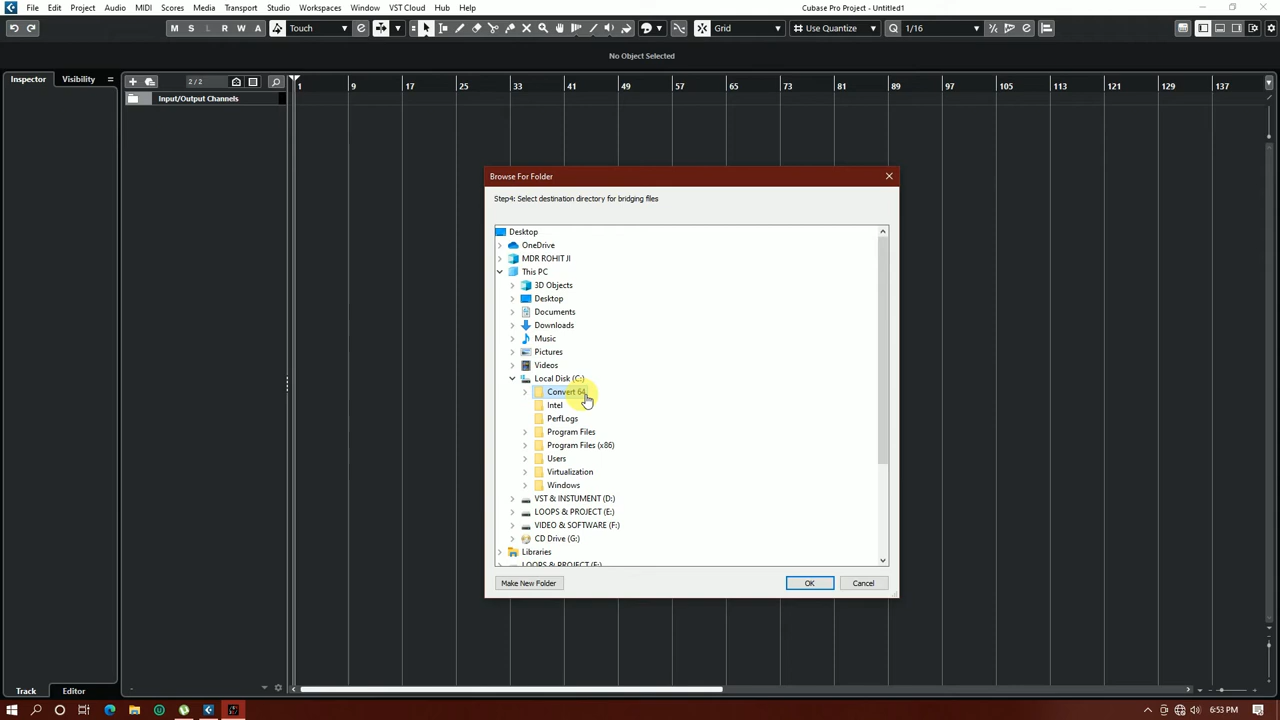 File Edit Project Audio MIDI Scores Media Transport Studio Workspaces Window VST Cloud Hub Help
Cubase Pro Project - Untitled1
M S L R W A Touch Grid Use Quantize Q 1/16
No Object Selected
Inspector Visibility
2/2
1 9 17 25 33 41 49 57 65 73 81 89 97 105 113 121 129 137
Input/Output Channels
Browse For Folder
Step4: Select destination directory for bridging files
Desktop
OneDrive
MDR ROHIT JI
This PC
3D Objects
Desktop
Documents
Downloads
Music
Pictures
Videos
Local Disk (C:)
Convert 64
Intel
PerfLogs
Program Files
Program Files (x86)
Users
Virtualization
Windows
VST & INSTUMENT (D:)
LOOPS & PROJECT (E:)
VIDEO & SOFTWARE (F:)
CD Drive (G:)
Libraries
LOOPS & PROJECT (E:)
Make New Folder
OK
Cancel
Track Editor
6:53 PM